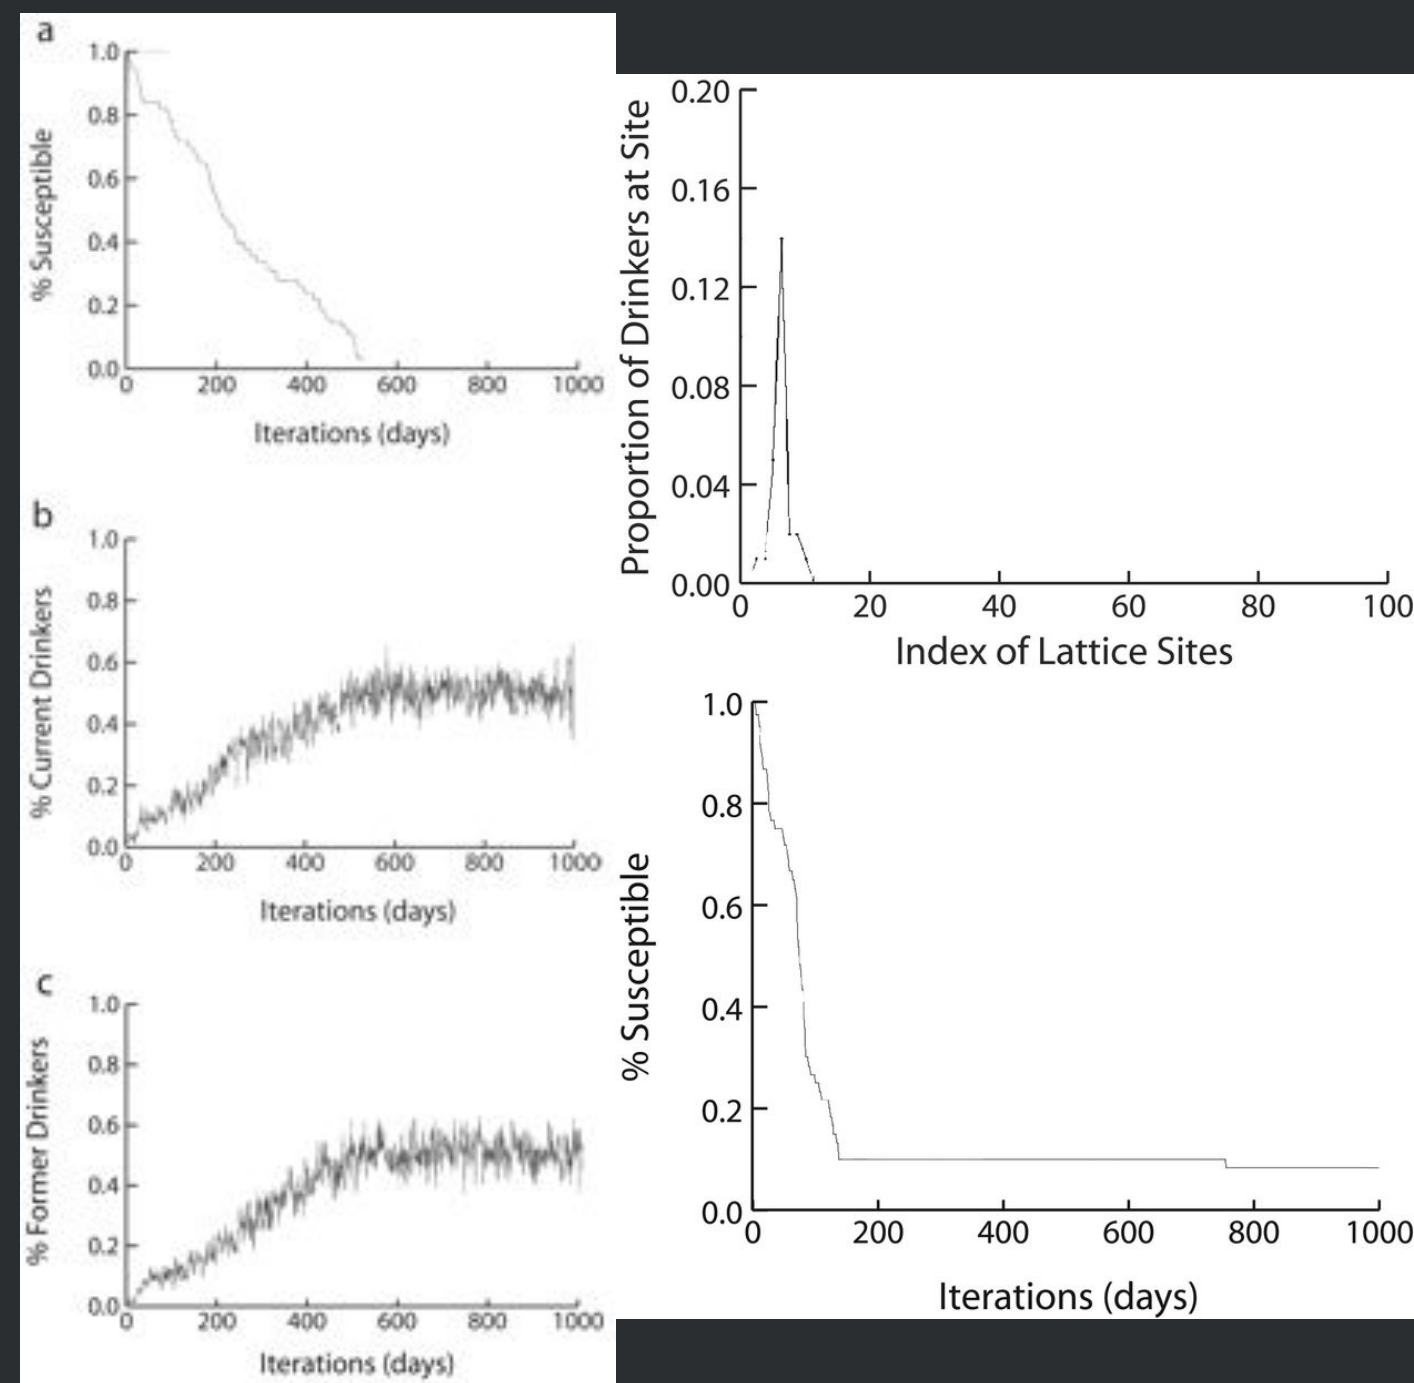 a
% Susceptible
1.0
0.8
0.6
0.4
0.2
0.0
0 200 400 600 800 1000
Iterations (days)
b
% Current Drinkers
1.0
0.8
0.6
0.4
0.2
0.0
0 200 400 600 800 1000
Iterations (days)
c
% Former Drinkers
1.0
0.8
0.6
0.4
0.2
0.0
0 200 400 600 800 1000
Iterations (days)
Proportion of Drinkers at Site
0.20
0.16
0.12
0.08
0.04
0.00
0 20 40 60 80 100
Index of Lattice Sites
% Susceptible
1.0
0.8
0.6
0.4
0.2
0.0
0 200 400 600 800 1000
Iterations (days)